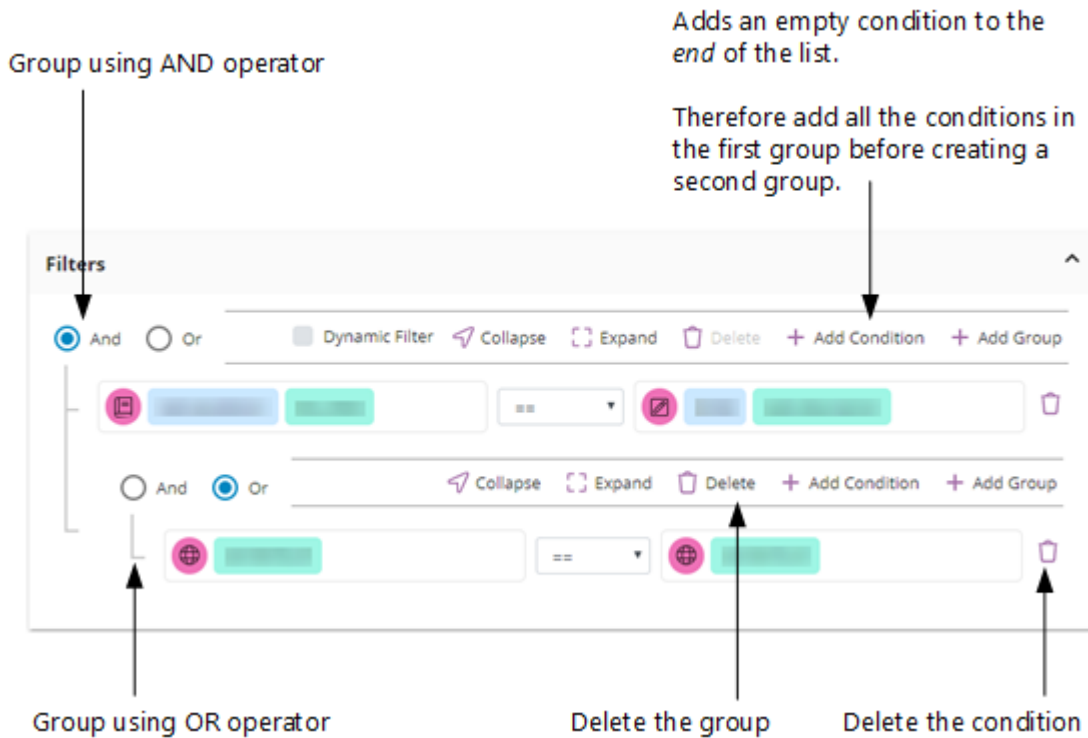 Adds an empty condition to the
end of the list.
Group using AND operator
Therefore add all the conditions in
the first group before creating a
second group.
Filters
And Or Dynamic Filter Collapse Expand Delete + Add Condition + Add Group
==
And Or Collapse Expand Delete + Add Condition + Add Group
==
Group using OR operator Delete the group Delete the condition